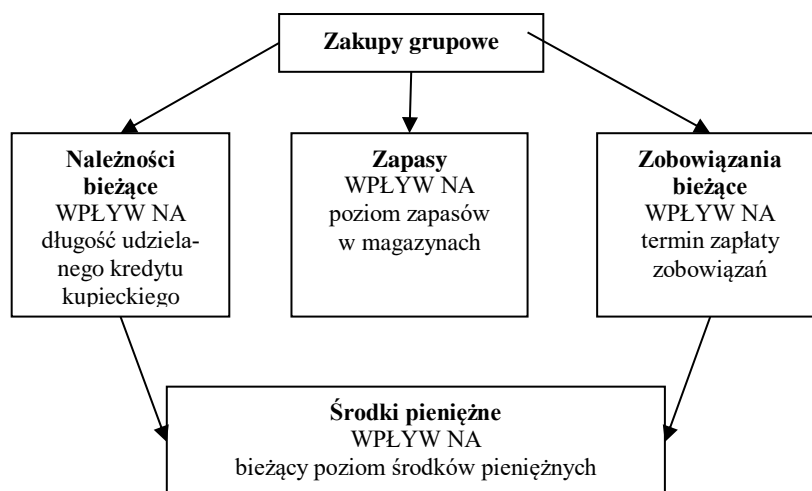 Zakupy grupowe
Należności
bieżące
WPŁYW NA
długość udziela-
nego kredytu
kupieckiego
Zapasy
WPŁYW NA
poziom zapasów
w magazynach
Zobowiązania
bieżące
WPŁYW NA
termin zapłaty
zobowiązań
Środki pieniężne
WPŁYW NA
bieżący poziom środków pieniężnych